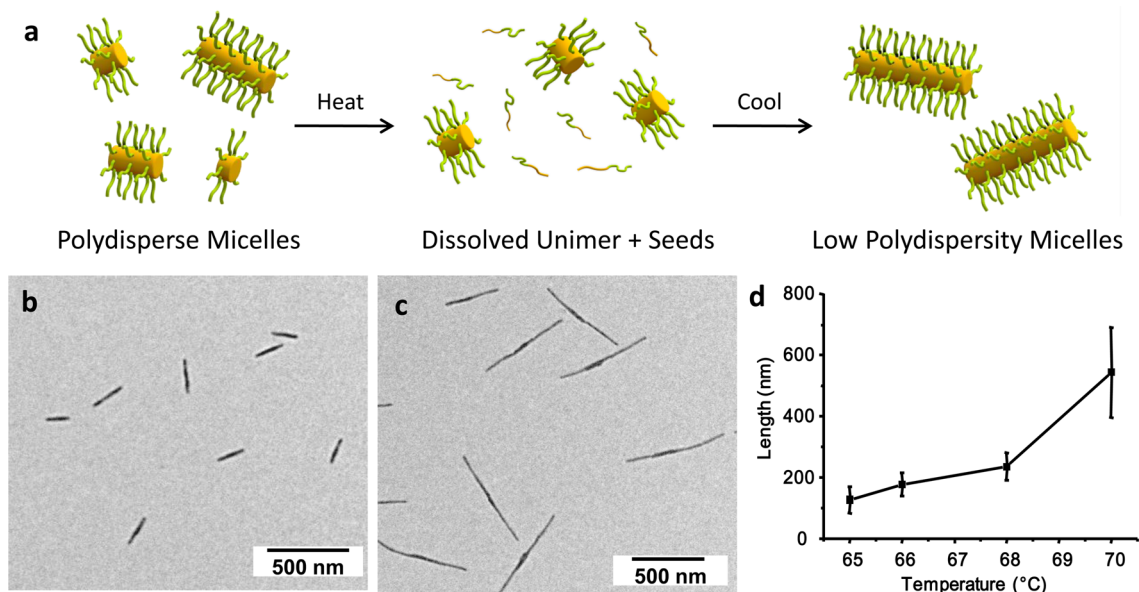 a
Heat
Cool
Polydisperse Micelles
Dissolved Unimer + Seeds
Low Polydispersity Micelles
b
500 nm
c
500 nm
d
Length (nm)
800
600
400
200
0
65 66 67 68 69 70
Temperature (°C)